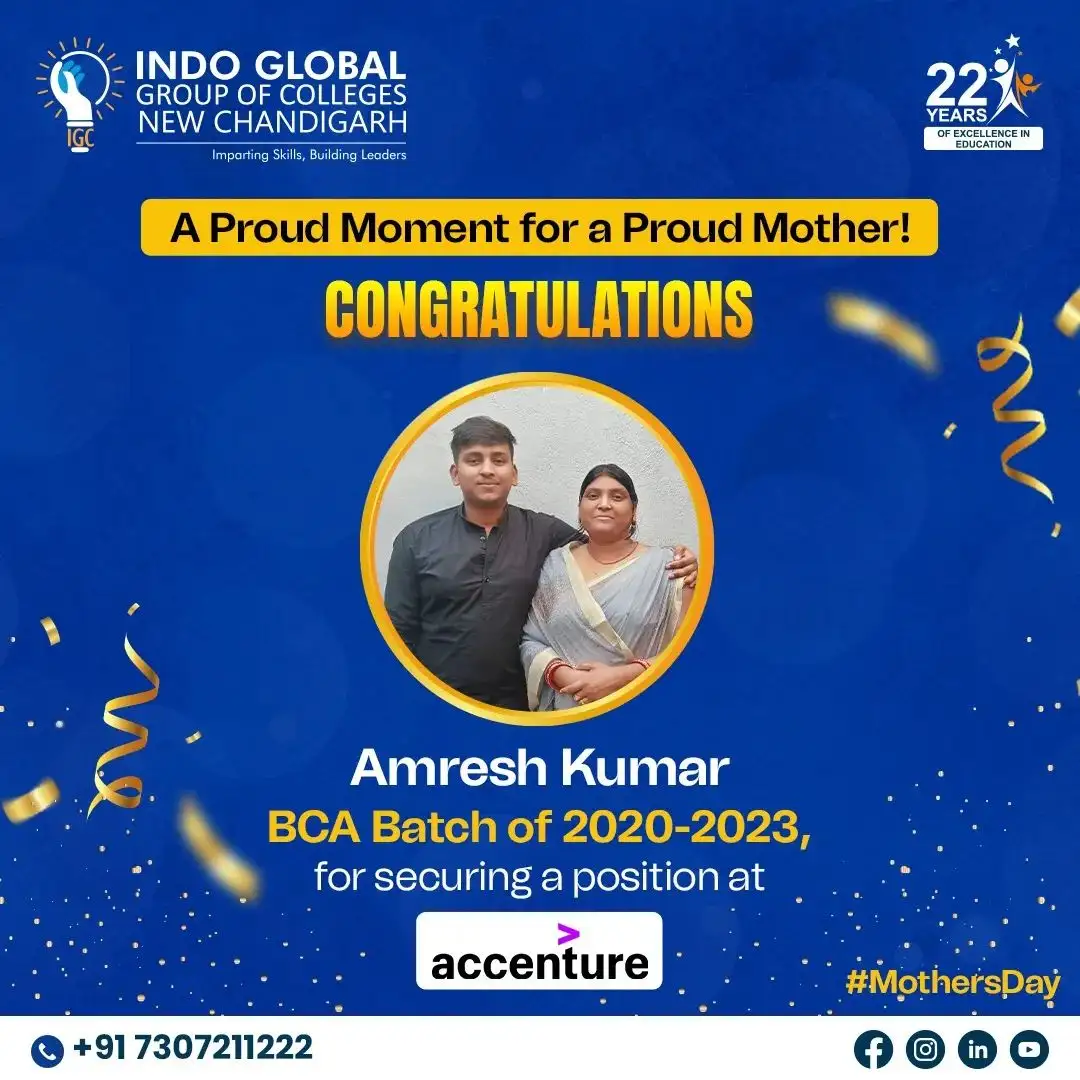 INDO GLOBAL
GROUP OF COLLEGES
NEW CHANDIGARH
Imparting Skills, Building Leaders
IGC
22
YEARS
OF EXCELLENCE IN
EDUCATION
A Proud Moment for a Proud Mother!
CONGRATULATIONS
Amresh Kumar
BCA Batch of 2020-2023,
for securing a position at
>
accenture
#MothersDay
+91 7307211222